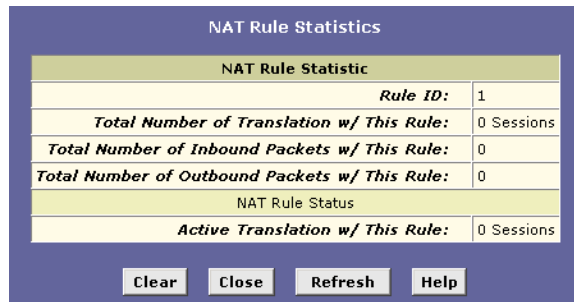 NAT Rule Statistics
NAT Rule Statistic
Rule ID: 1
Total Number of Translation w/ This Rule: 0 Sessions
Total Number of Inbound Packets w/ This Rule: 0
Total Number of Outbound Packets w/ This Rule: 0
NAT Rule Status
Active Translation w/ This Rule: 0 Sessions
Clear Close Refresh Help